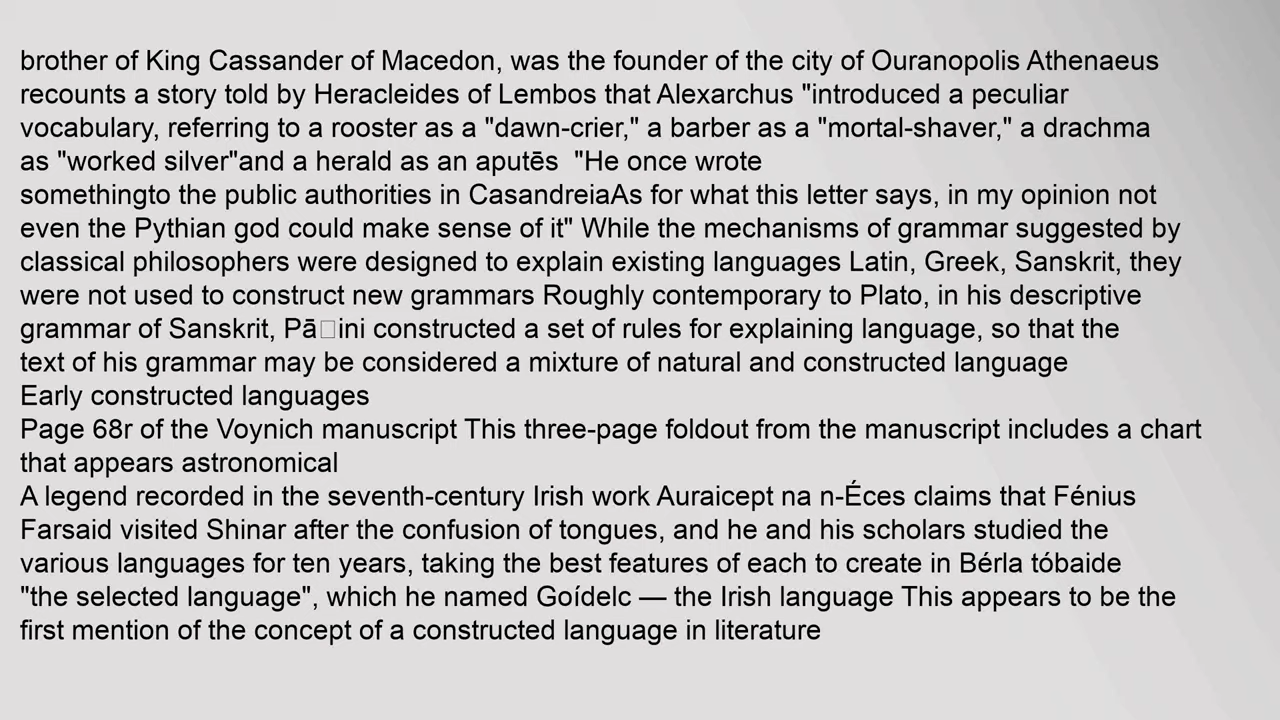 brother of King Cassander of Macedon, was the founder of the city of Ouranopolis Athenaeus
recounts a story told by Heracleides of Lembos that Alexarchus "introduced a peculiar
vocabulary, referring to a rooster as a "dawn-crier," a barber as a "mortal-shaver," a drachma
as "worked silver"and a herald as an aputēs  "He once wrote
somethingto the public authorities in CasandreiaAs for what this letter says, in my opinion not
even the Pythian god could make sense of it" While the mechanisms of grammar suggested by
classical philosophers were designed to explain existing languages Latin, Greek, Sanskrit, they
were not used to construct new grammars Roughly contemporary to Plato, in his descriptive
grammar of Sanskrit, Pā□ini constructed a set of rules for explaining language, so that the
text of his grammar may be considered a mixture of natural and constructed language
Early constructed languages
Page 68r of the Voynich manuscript This three-page foldout from the manuscript includes a chart
that appears astronomical
A legend recorded in the seventh-century Irish work Auraicept na n-Éces claims that Fénius
Farsaid visited Shinar after the confusion of tongues, and he and his scholars studied the
various languages for ten years, taking the best features of each to create in Bérla tóbaide
"the selected language", which he named Goídelc — the Irish language This appears to be the
first mention of the concept of a constructed language in literature